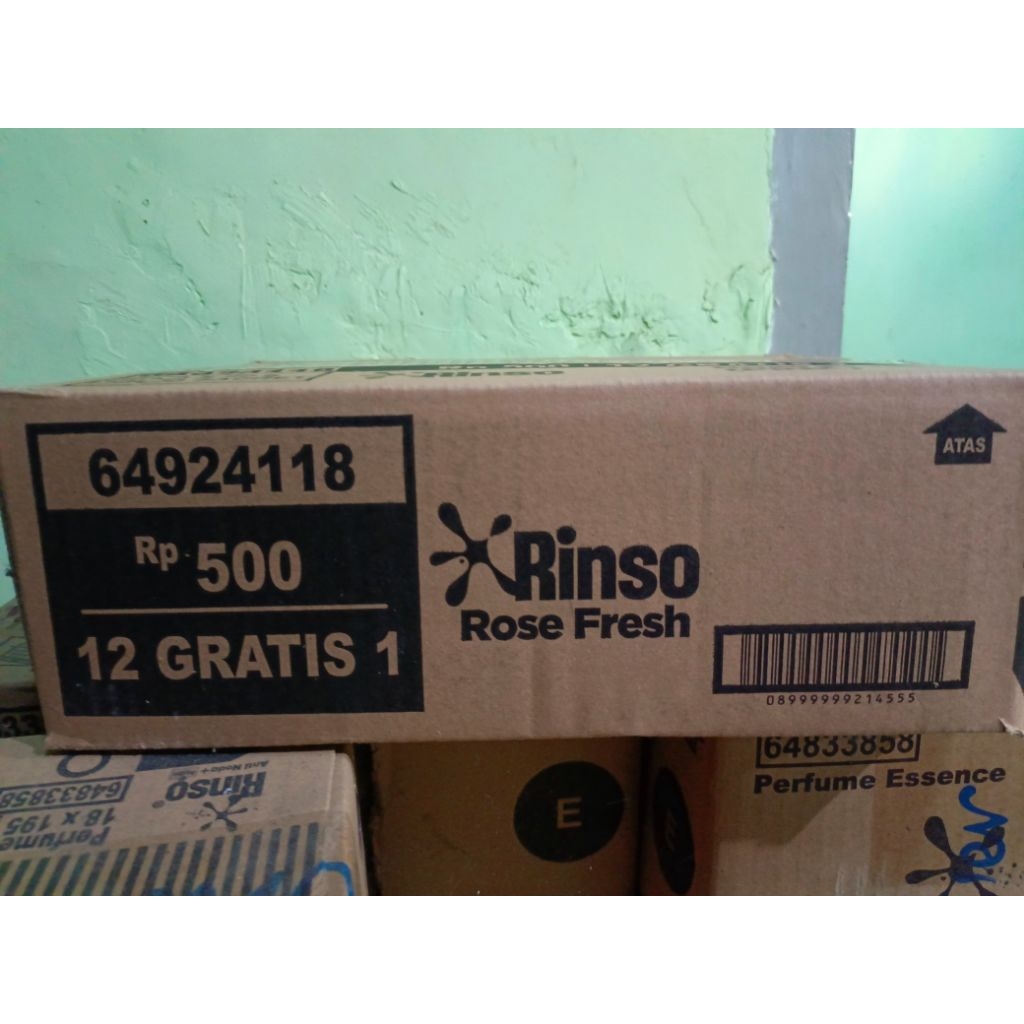 64924118
Rp 500
12 GRATIS 1
Rinso
Rose Fresh
ATAS
08999999214555
Rinso
64833858
Perfume
18 x 195
E
64833858
Perfume Essence